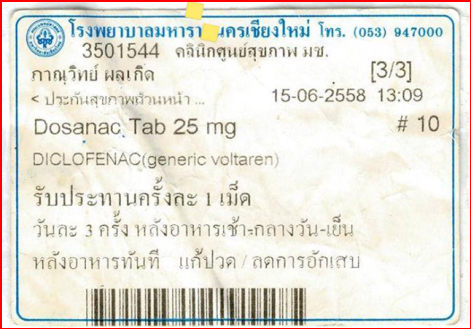 โรงพยาบาลมหาราชนครเชียงใหม่ โทร. (053) 947000
3501544 คลินิกศูนย์สุขภาพ มช.
กาณวิทย์ ผลเกิด [3/3]
< ประกันสุขภาพถ้วนหน้า ... 15-06-2558 13:09
Dosanac Tab 25 mg # 10
DICLOFENAC(generic voltaren)
รับประทานครั้งละ 1 เม็ด
วันละ 3 ครั้ง หลังอาหารเช้า-กลางวัน-เย็น
หลังอาหารทันที แก้ปวด / ลดการอักเสบ